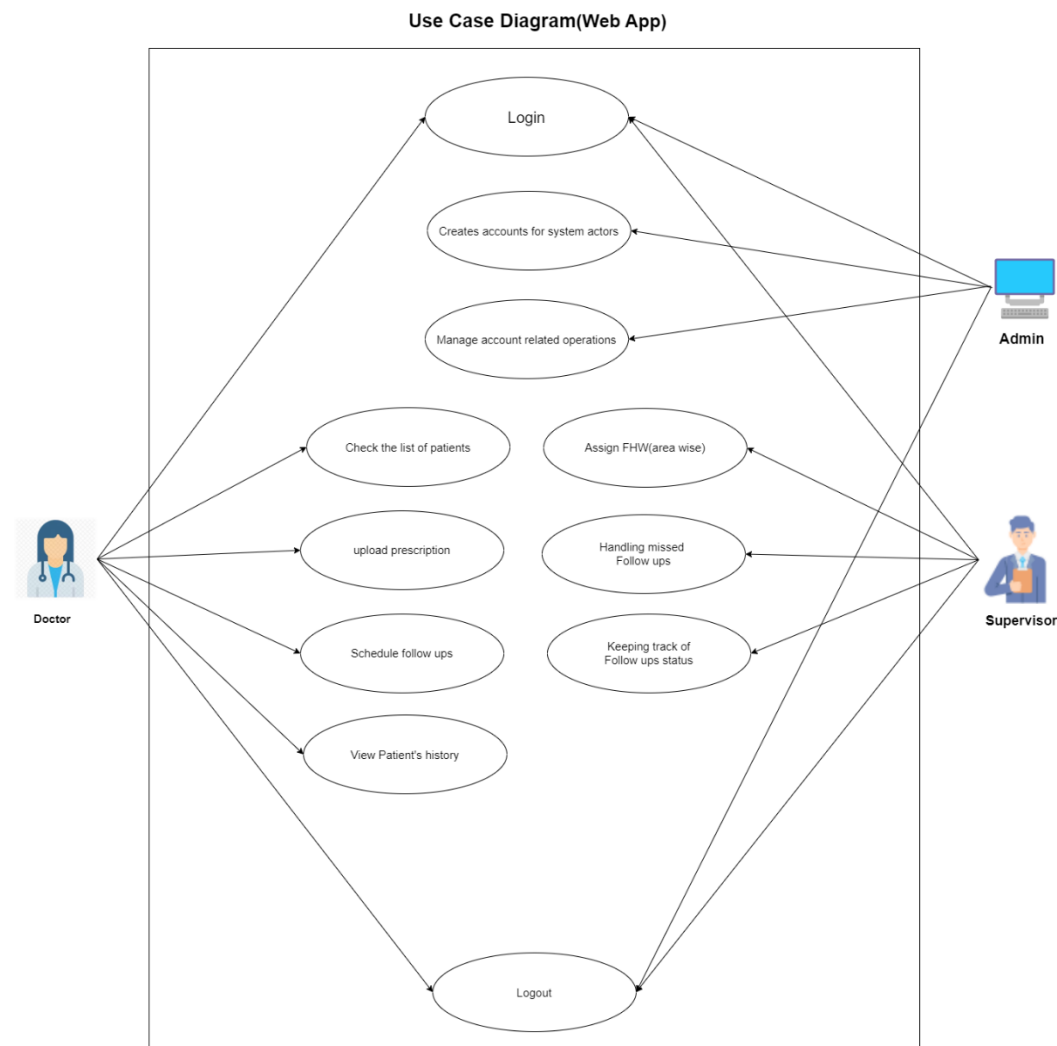 Use Case Diagram(Web App)
Login
Creates accounts for system actors
Admin
Manage account related operations
Check the list of patients
Assign FHW(area wise)
upload prescription
Handling missed
Follow ups
Doctor
Supervisor
Schedule follow ups
Keeping track of
Follow ups status
View Patient's history
Logout